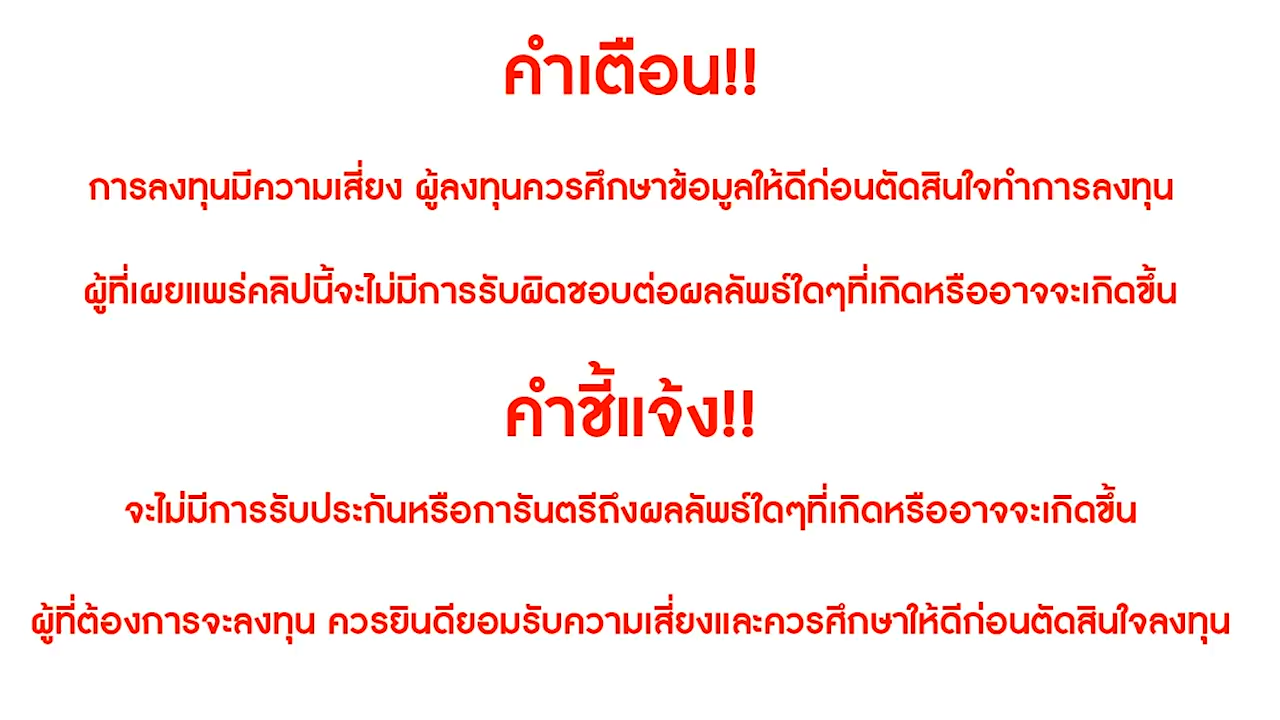 คำเตือน!!
การลงทุนมีความเสี่ยง ผู้ลงทุนควรศึกษาข้อมูลให้ดีก่อนตัดสินใจทำการลงทุน
ผู้ที่เผยแพร่คลิปนี้จะไม่มีการรับผิดชอบต่อผลลัพธ์ใดๆที่เกิดหรืออาจจะเกิดขึ้น
คำชี้แจ้ง!!
จะไม่มีการรับประกันหรือการันตรีถึงผลลัพธ์ใดๆที่เกิดหรืออาจจะเกิดขึ้น
ผู้ที่ต้องการจะลงทุน ควรยินดียอมรับความเสี่ยงและควรศึกษาให้ดีก่อนตัดสินใจลงทุน